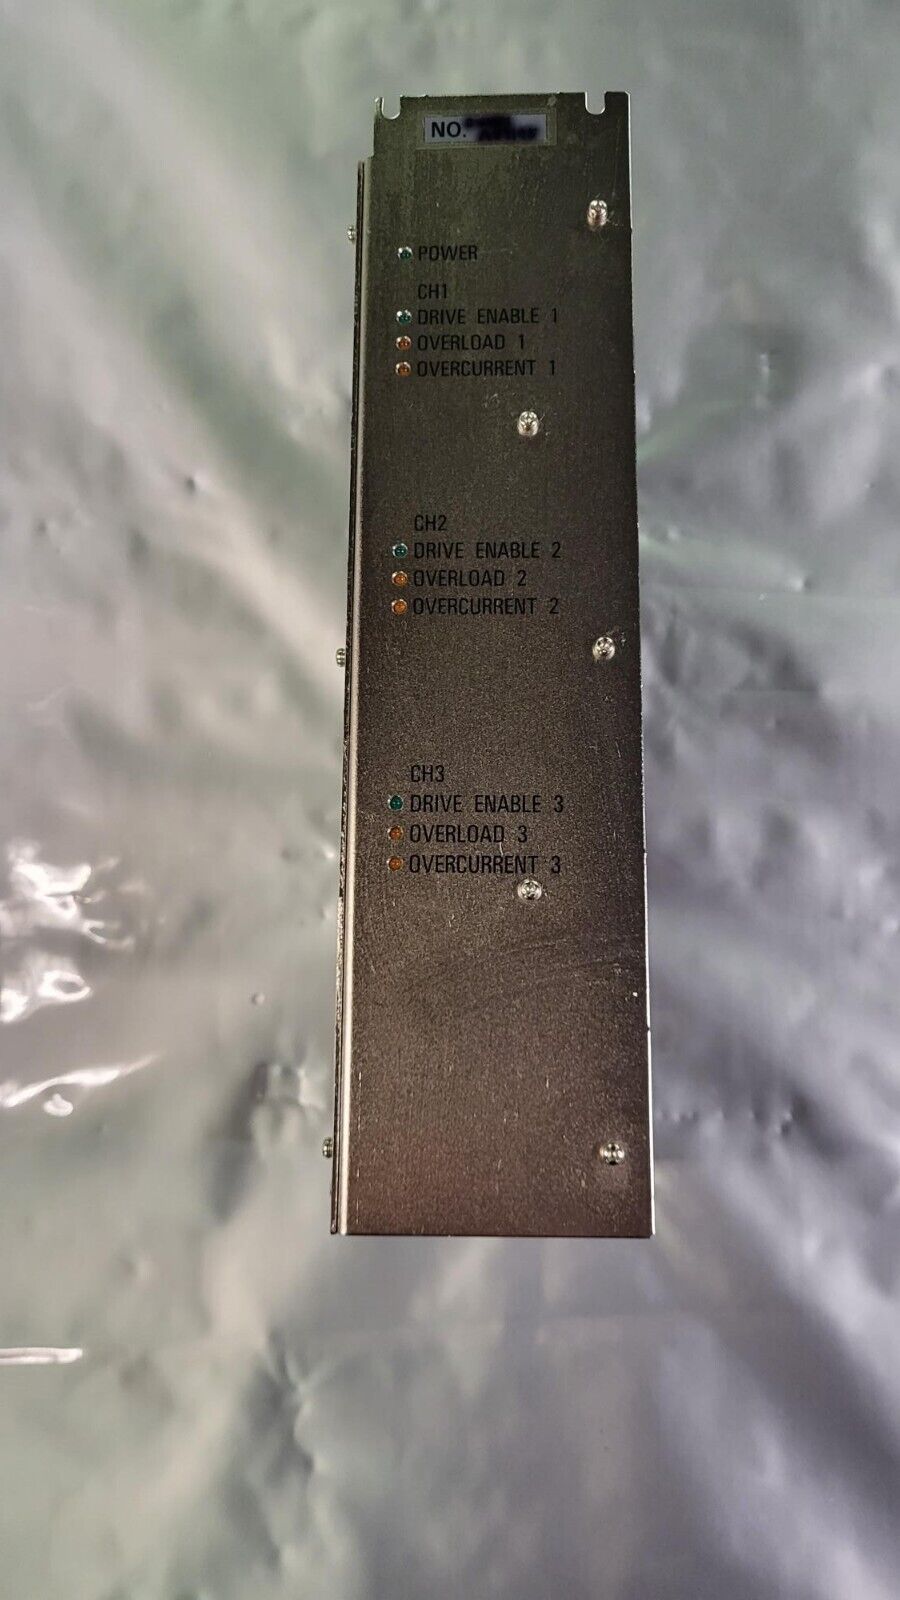 NO.
POWER
CH1
DRIVE ENABLE 1
OVERLOAD 1
OVERCURRENT 1
CH2
DRIVE ENABLE 2
OVERLOAD 2
OVERCURRENT 2
CH3
DRIVE ENABLE 3
OVERLOAD 3
OVERCURRENT 3